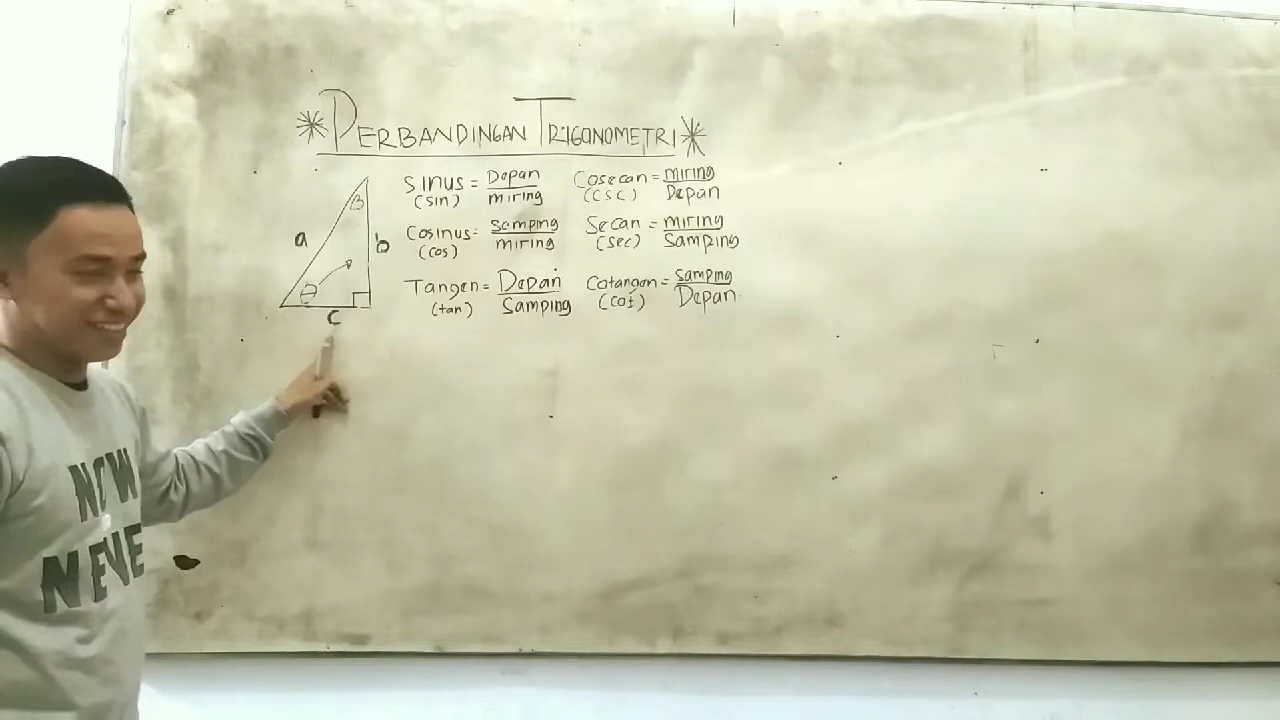 * PERBANDINGAN TRIGONOMETRI *
a
b
c
θ
β
Sinus = Depan / miring
(sin)
Cosinus = samping / miring
(cos)
Tangen = Depan / Samping
(tan)
Cosecan = miring / Depan
(csc)
Secan = miring / Samping
(sec)
Cotangen = samping / Depan
(cot)
NOW
NEVE